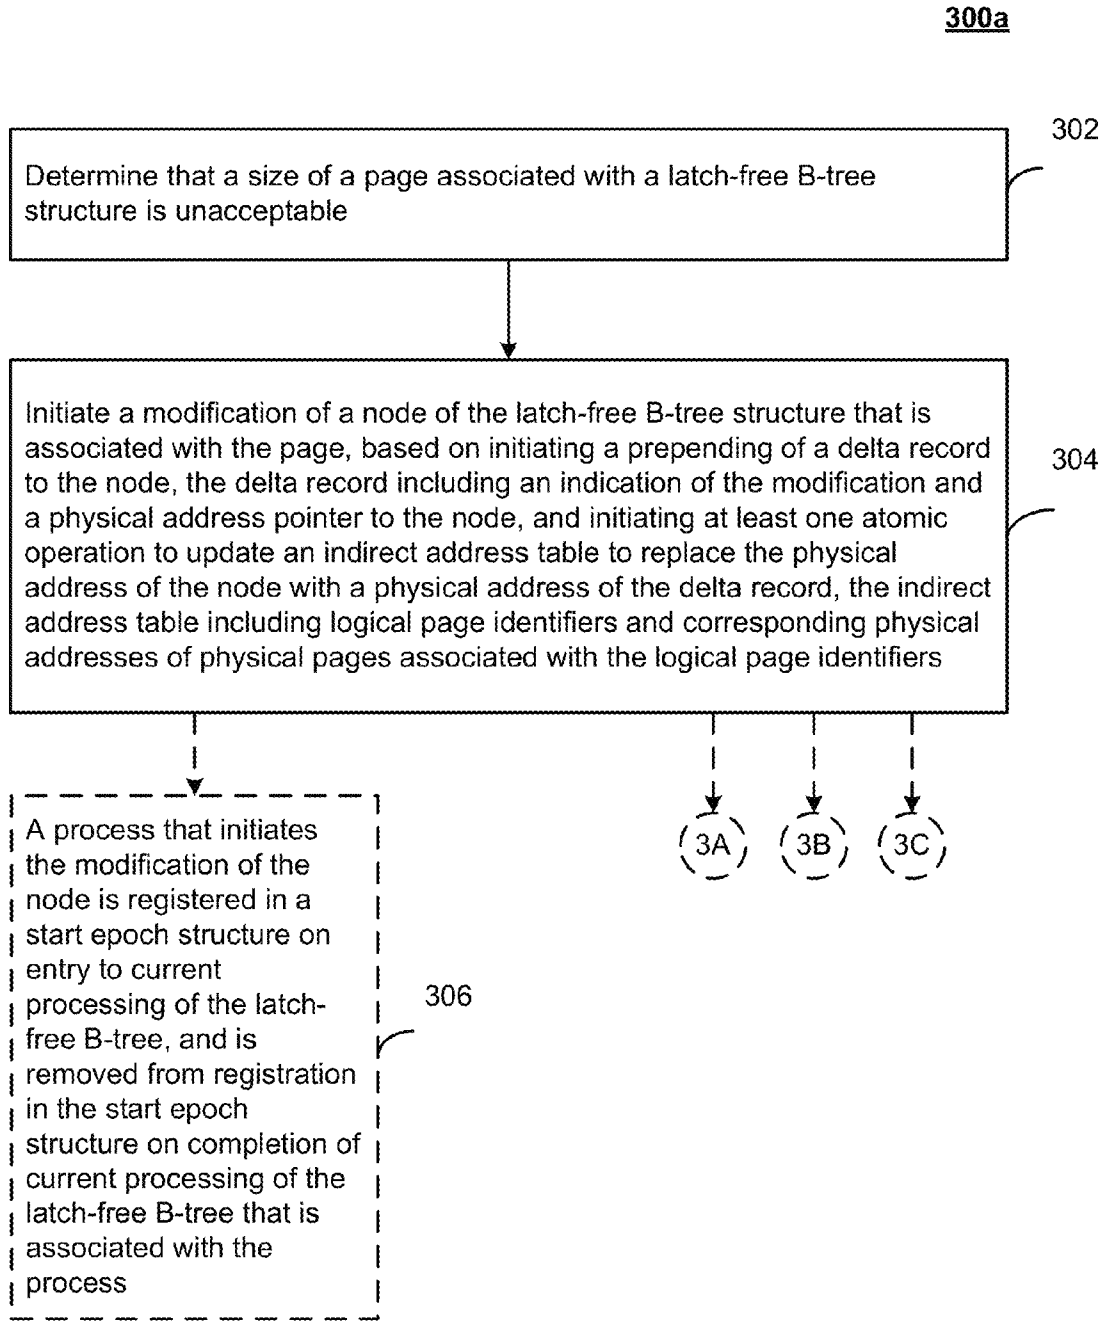 300a
302
Determine that a size of a page associated with a latch-free B-tree
structure is unacceptable
Initiate a modification of a node of the latch-free B-tree structure that is
associated with the page, based on initiating a prepending of a delta record
to the node, the delta record including an indication of the modification and
a physical address pointer to the node, and initiating at least one atomic
operation to update an indirect address table to replace the physical
address of the node with a physical address of the delta record, the indirect
address table including logical page identifiers and corresponding physical
addresses of physical pages associated with the logical page identifiers
304
A process that initiates
the modification of the
node is registered in a
start epoch structure on
entry to current
processing of the latch-
free B-tree, and is
removed from registration
in the start epoch
structure on completion of
current processing of the
latch-free B-tree that is
associated with the
process
306
3A
3B
3C